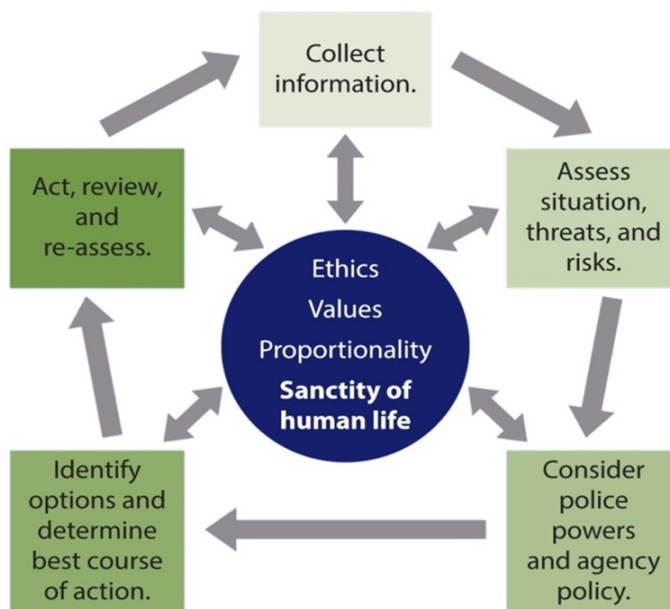 Collect
information.
Assess
situation,
threats, and
risks.
Consider
police
powers
and agency
policy.
Identify
options and
determine
best course
of action.
Act, review,
and
re-assess.
Ethics
Values
Proportionality
Sanctity of
human life